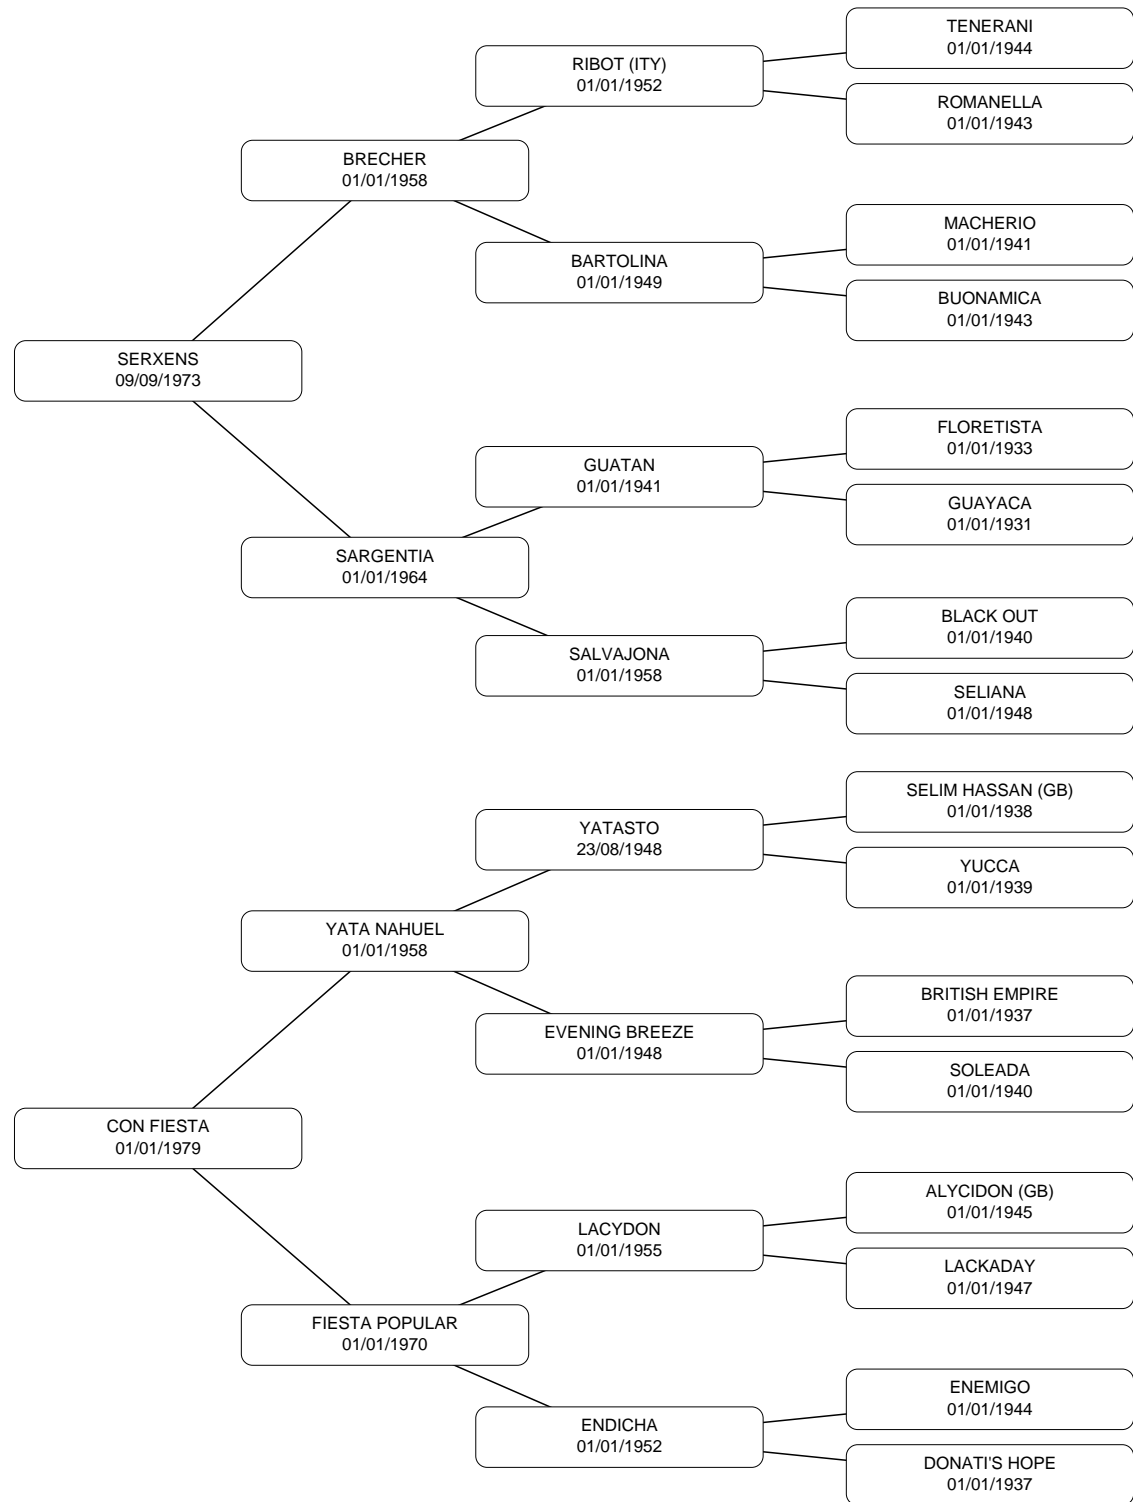 TENERANI
01/01/1944
RIBOT (ITY)
01/01/1952
ROMANELLA
01/01/1943
BRECHER
01/01/1958
MACHERIO
01/01/1941
BARTOLINA
01/01/1949
BUONAMICA
01/01/1943
SERXENS
09/09/1973
FLORETISTA
01/01/1933
GUATAN
01/01/1941
GUAYACA
01/01/1931
SARGENTIA
01/01/1964
BLACK OUT
01/01/1940
SALVAJONA
01/01/1958
SELIANA
01/01/1948
SELIM HASSAN (GB)
01/01/1938
YATASTO
23/08/1948
YUCCA
01/01/1939
YATA NAHUEL
01/01/1958
BRITISH EMPIRE
01/01/1937
EVENING BREEZE
01/01/1948
SOLEADA
01/01/1940
CON FIESTA
01/01/1979
ALYCIDON (GB)
01/01/1945
LACYDON
01/01/1955
LACKADAY
01/01/1947
FIESTA POPULAR
01/01/1970
ENEMIGO
01/01/1944
ENDICHA
01/01/1952
DONATI'S HOPE
01/01/1937